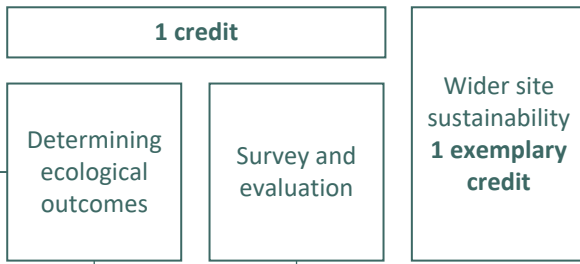 1 credit
Determining
ecological
outcomes
Survey and
evaluation
Wider site
sustainability
1 exemplary
credit